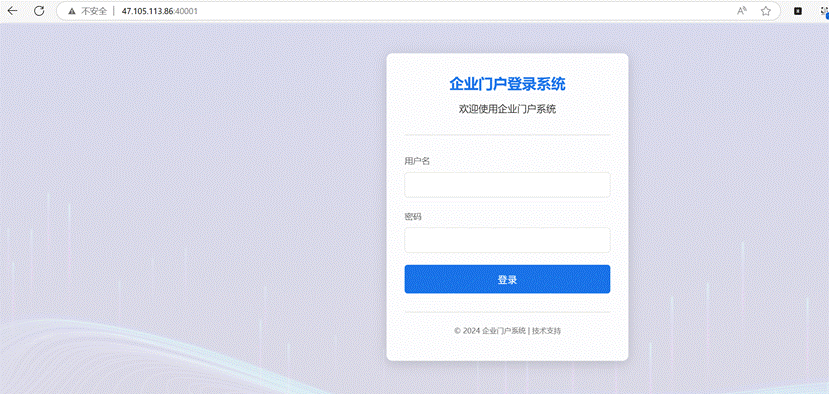 不安全 | 47.105.113.86:40001
企业门户登录系统
欢迎使用企业门户系统
用户名
密码
登录
© 2024 企业门户系统 | 技术支持